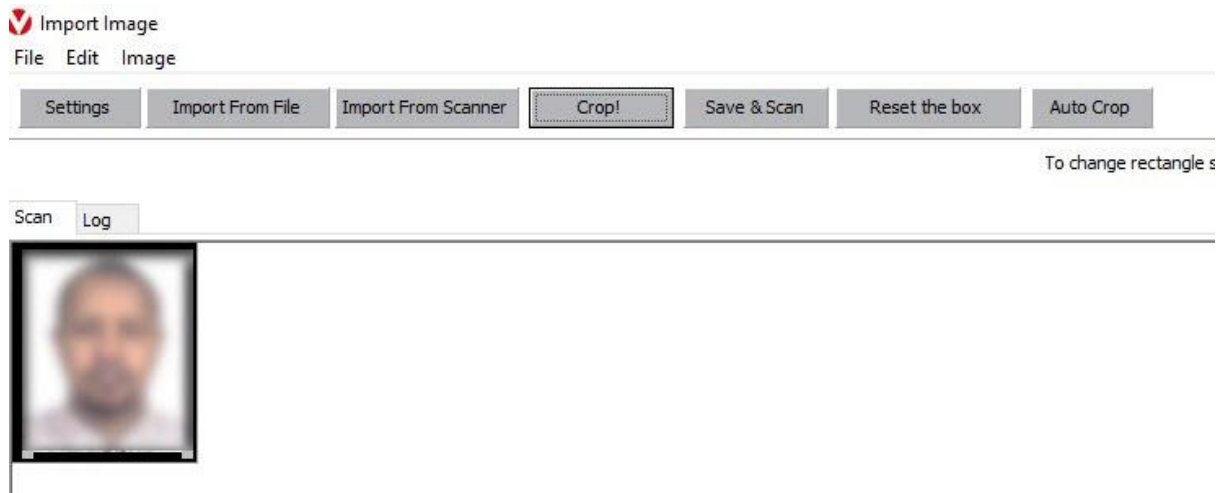 Import Image
File Edit Image
Settings Import From File Import From Scanner Crop! Save & Scan Reset the box Auto Crop
To change rectangle s
Scan Log